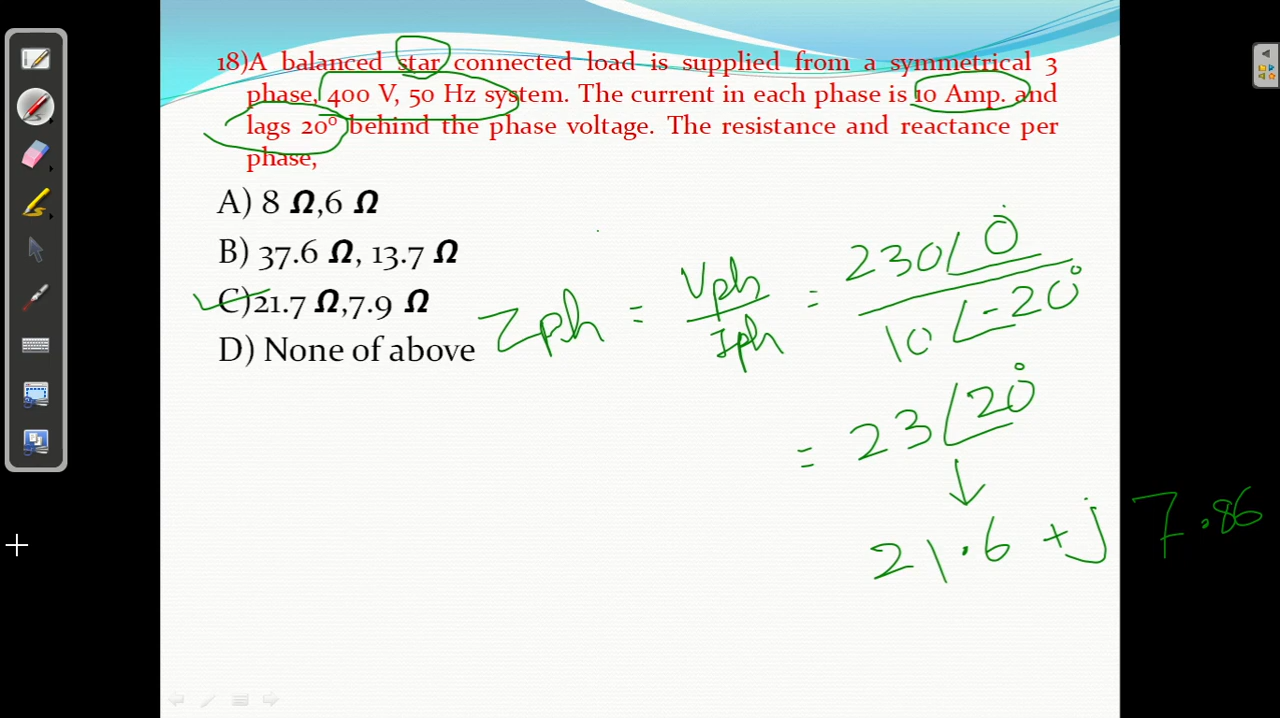 18)A balanced star connected load is supplied from a symmetrical 3
phase, 400 V, 50 Hz system. The current in each phase is 10 Amp. and
lags 20⁰ behind the phase voltage. The resistance and reactance per
phase,
A) 8 Ω,6 Ω
B) 37.6 Ω, 13.7 Ω
C)21.7 Ω,7.9 Ω
D) None of above
Zph = Vph/Iph = 230∠0°/10∠-20°
= 23∠20°
↓
21.6 + j 7.86